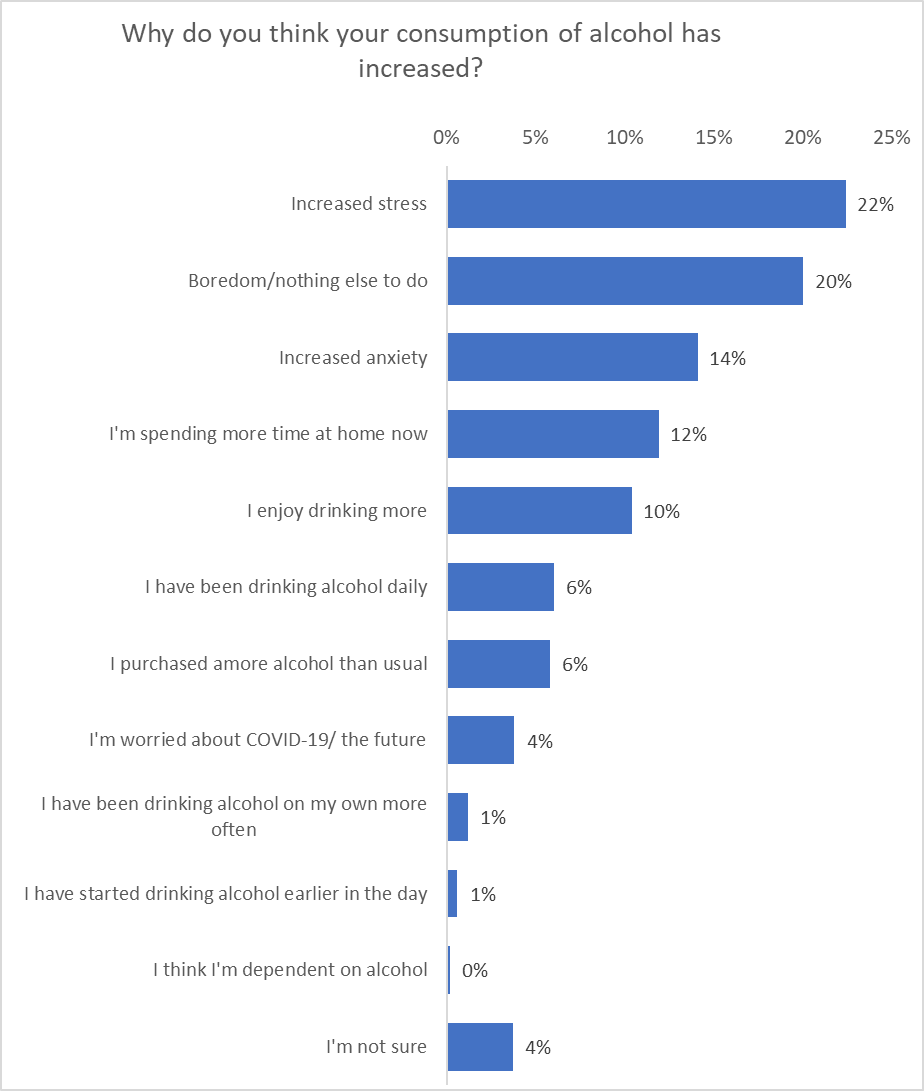 Why do you think your consumption of alcohol has
increased?
0% 5% 10% 15% 20% 25%
Increased stress 22%
Boredom/nothing else to do 20%
Increased anxiety 14%
I'm spending more time at home now 12%
I enjoy drinking more 10%
I have been drinking alcohol daily 6%
I purchased amore alcohol than usual 6%
I'm worried about COVID-19/ the future 4%
I have been drinking alcohol on my own more
often 1%
I have started drinking alcohol earlier in the day 1%
I think I'm dependent on alcohol 0%
I'm not sure 4%